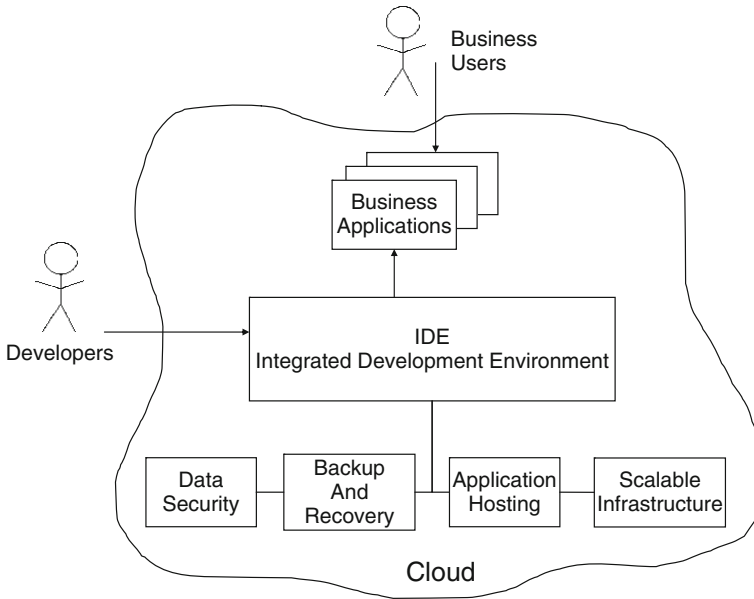 Business
Users
Business
Applications
Developers
IDE
Integrated Development Environment
Data
Security
Backup
And
Recovery
Application
Hosting
Scalable
Infrastructure
Cloud